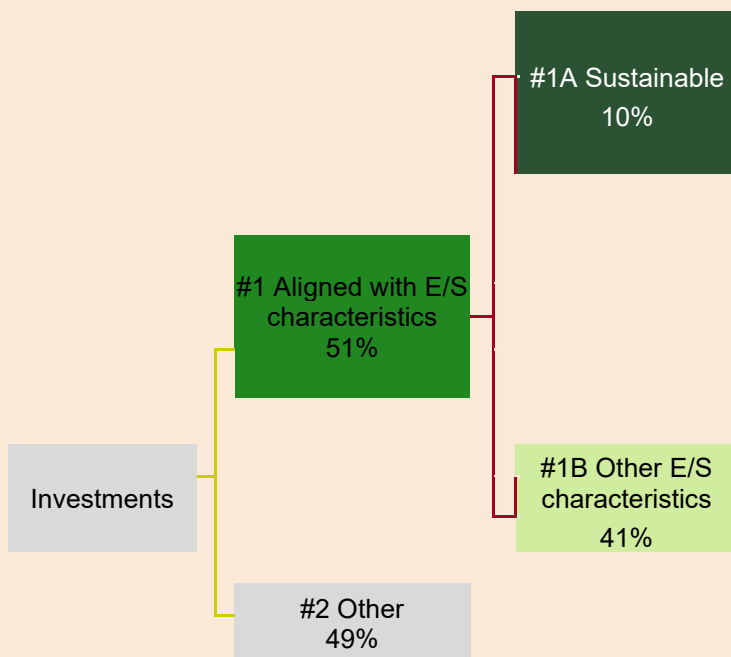 #1A Sustainable
10%
#1 Aligned with E/S
characteristics
51%
Investments
#1B Other E/S
characteristics
41%
#2 Other
49%